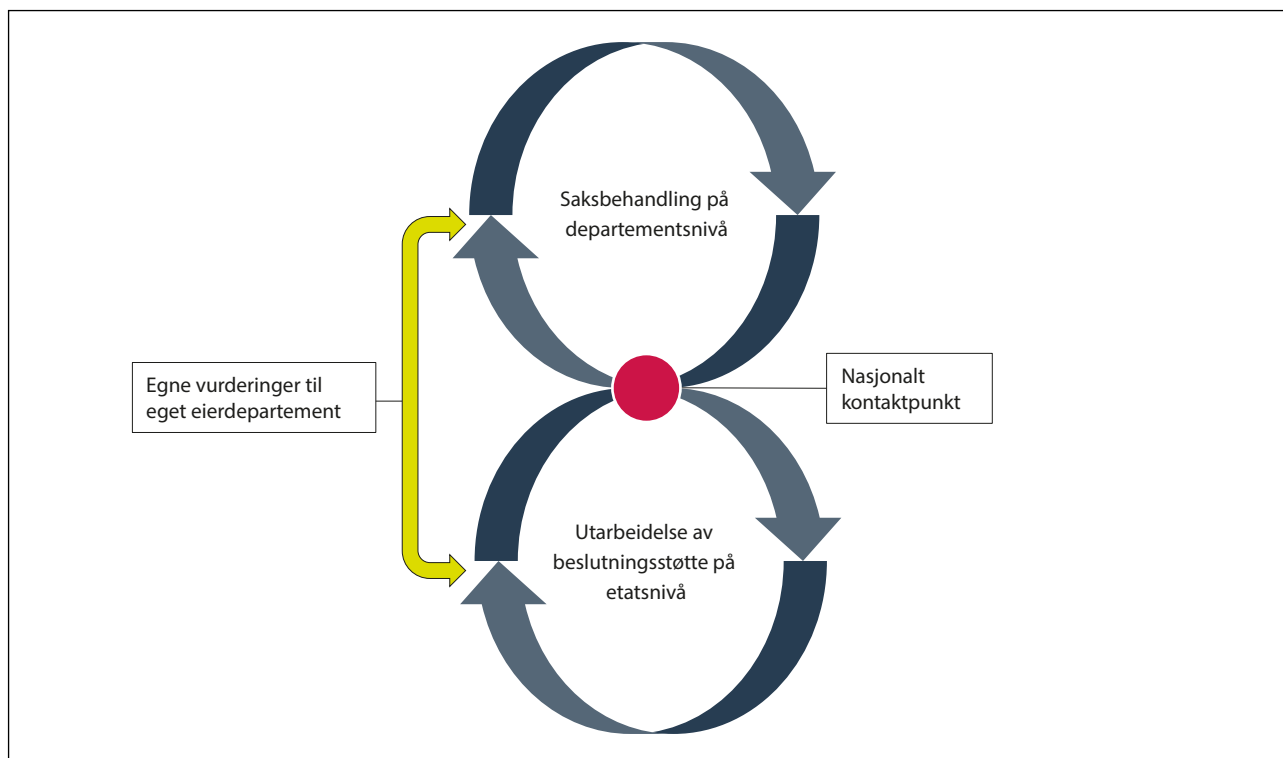 Saksbehandling på
departementsnivå
Egne vurderinger til
eget eierdepartement
Nasjonalt
kontaktpunkt
Utarbeidelse av
beslutningsstøtte på
etatsnivå